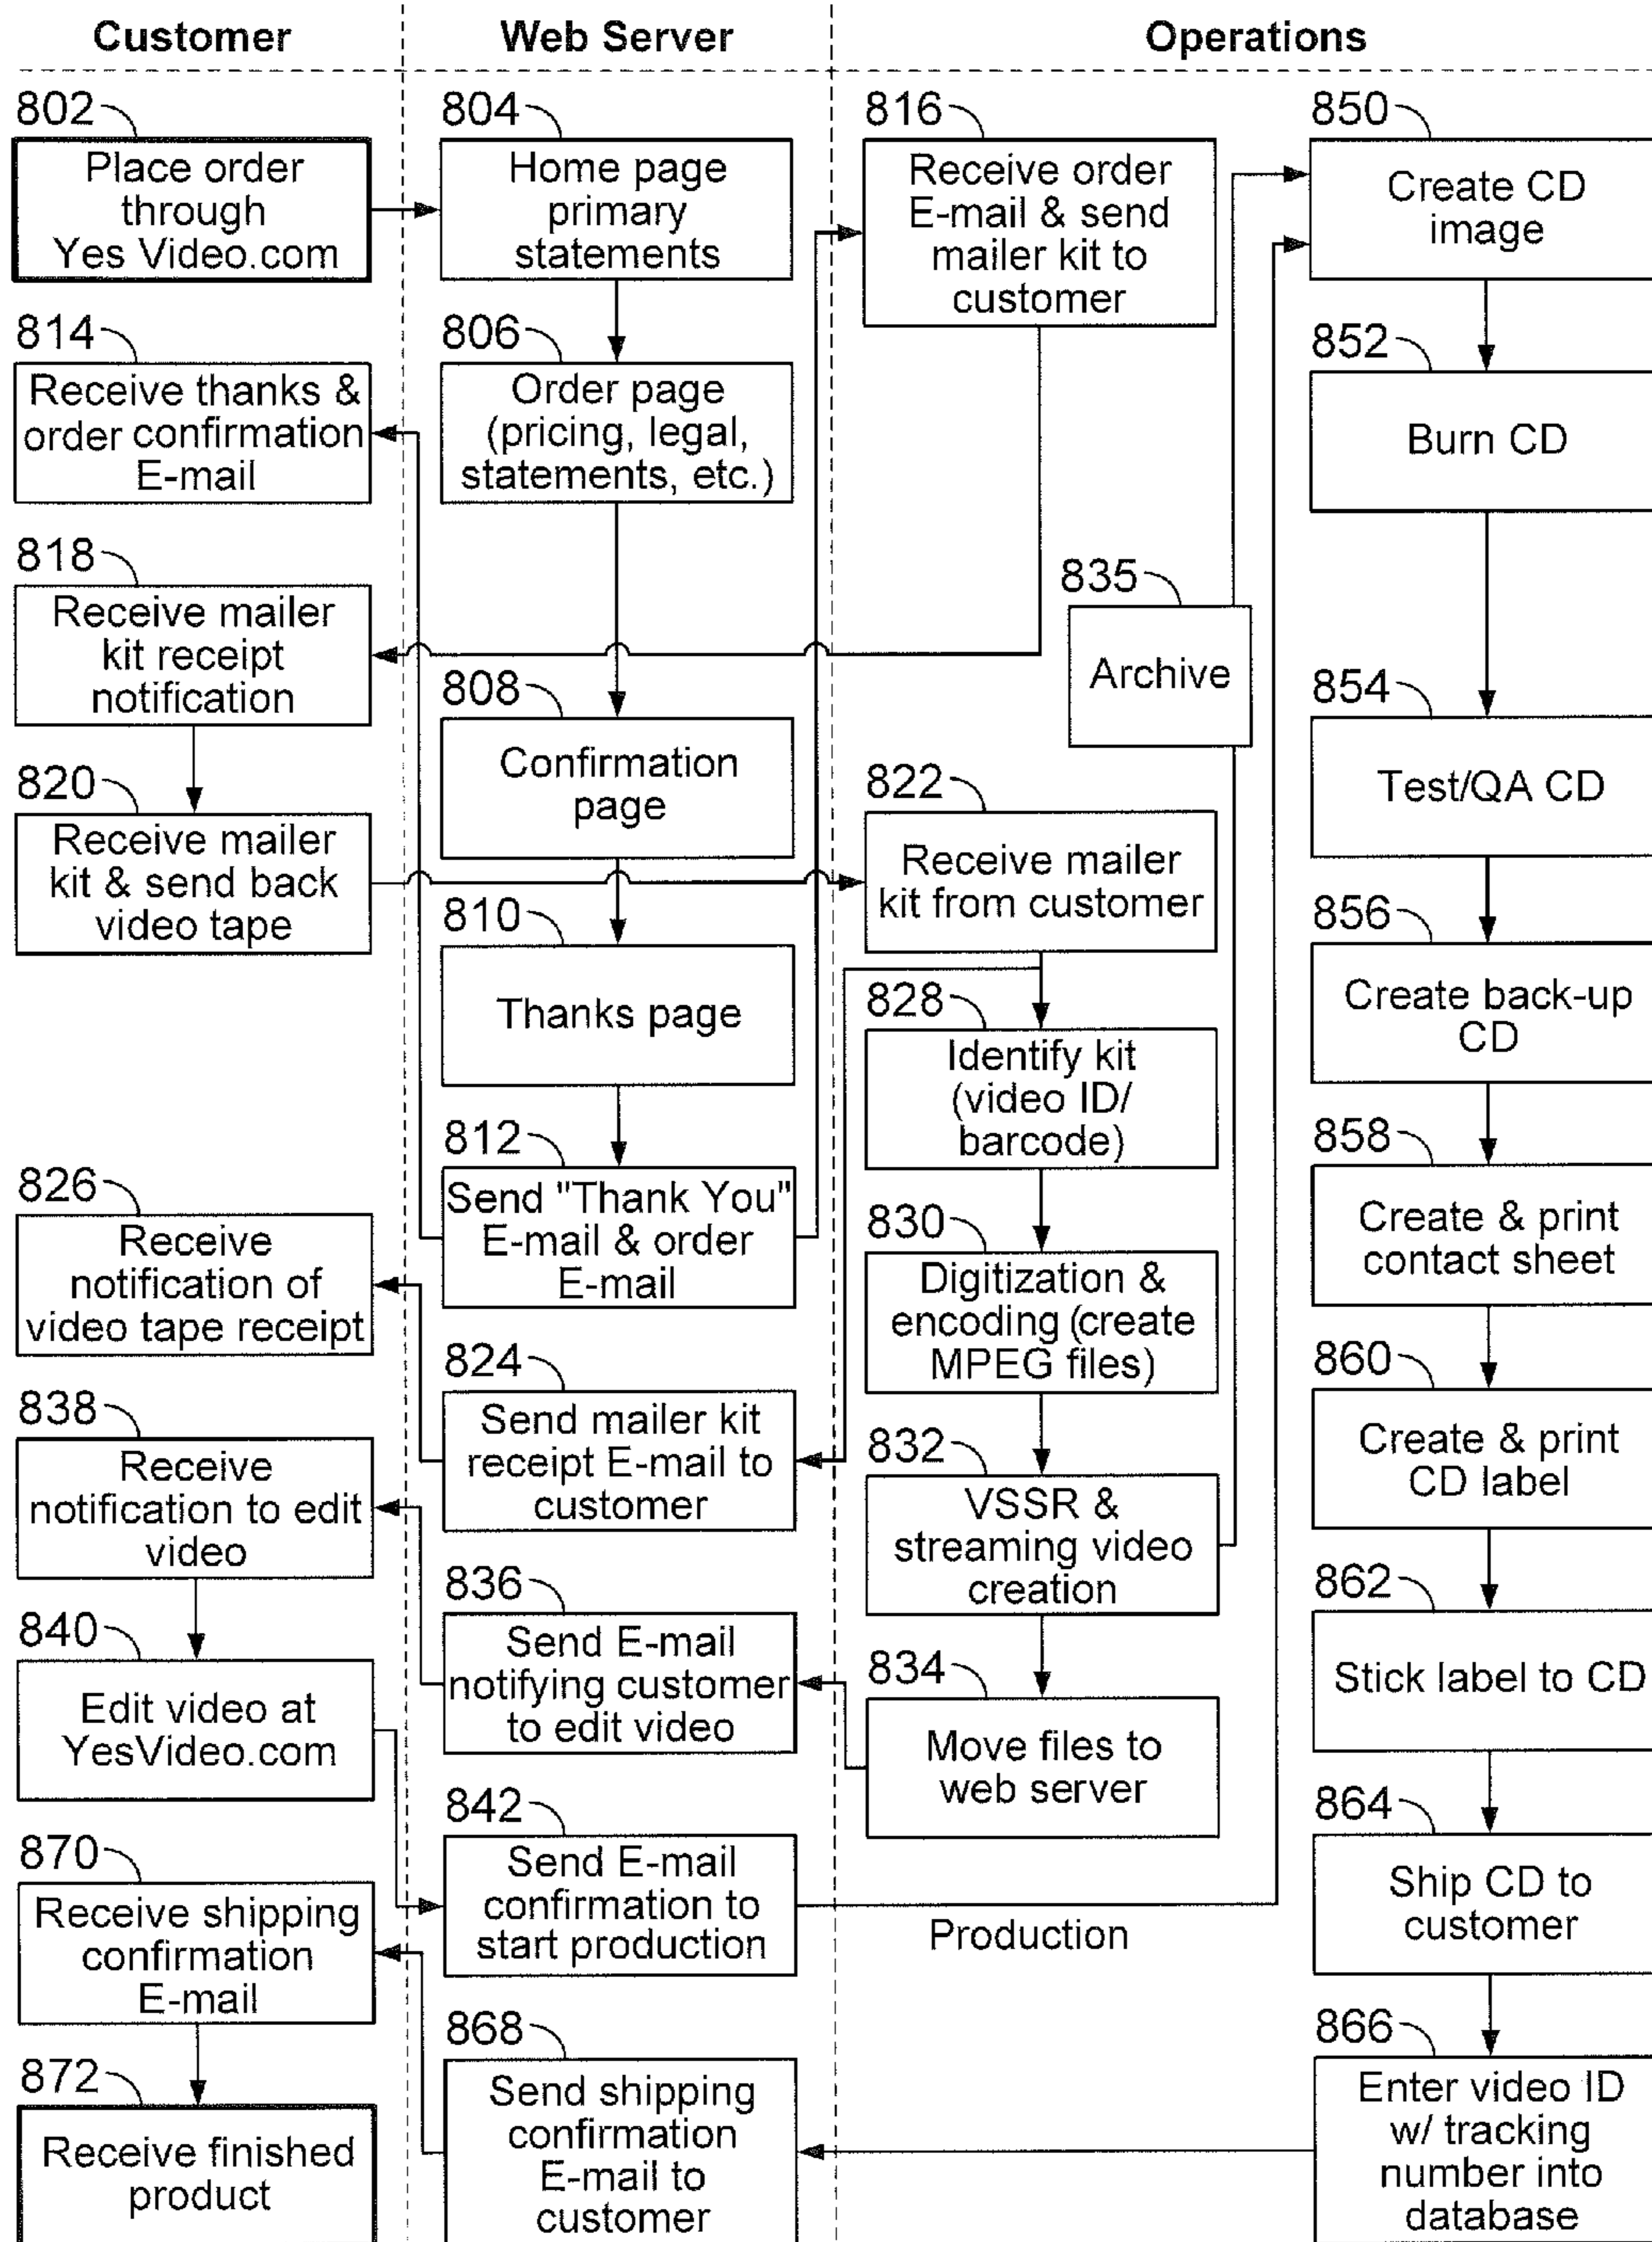 Customer
Web Server
Operations
802
Place order
through
Yes Video.com
804
Home page
primary
statements
816
Receive order
E-mail & send
mailer kit to
customer
850
Create CD
image
814
Receive thanks &
order confirmation
E-mail
806
Order page
(pricing, legal,
statements, etc.)
852
Burn CD
818
Receive mailer
kit receipt
notification
835
Archive
808
Confirmation
page
854
Test/QA CD
820
Receive mailer
kit & send back
video tape
822
Receive mailer
kit from customer
810
Thanks page
856
Create back-up
CD
828
Identify kit
(video ID/
barcode)
812
Send "Thank You"
E-mail & order
E-mail
858
Create & print
contact sheet
826
Receive
notification of
video tape receipt
830
Digitization &
encoding (create
MPEG files)
824
Send mailer kit
receipt E-mail to
customer
860
Create & print
CD label
838
Receive
notification to edit
video
832
VSSR &
streaming video
creation
836
Send E-mail
notifying customer
to edit video
862
Stick label to CD
840
Edit video at
YesVideo.com
834
Move files to
web server
842
Send E-mail
confirmation to
start production
Production
864
Ship CD to
customer
870
Receive shipping
confirmation
E-mail
868
Send shipping
confirmation
E-mail to
customer
866
Enter video ID
w/ tracking
number into
database
872
Receive finished
product